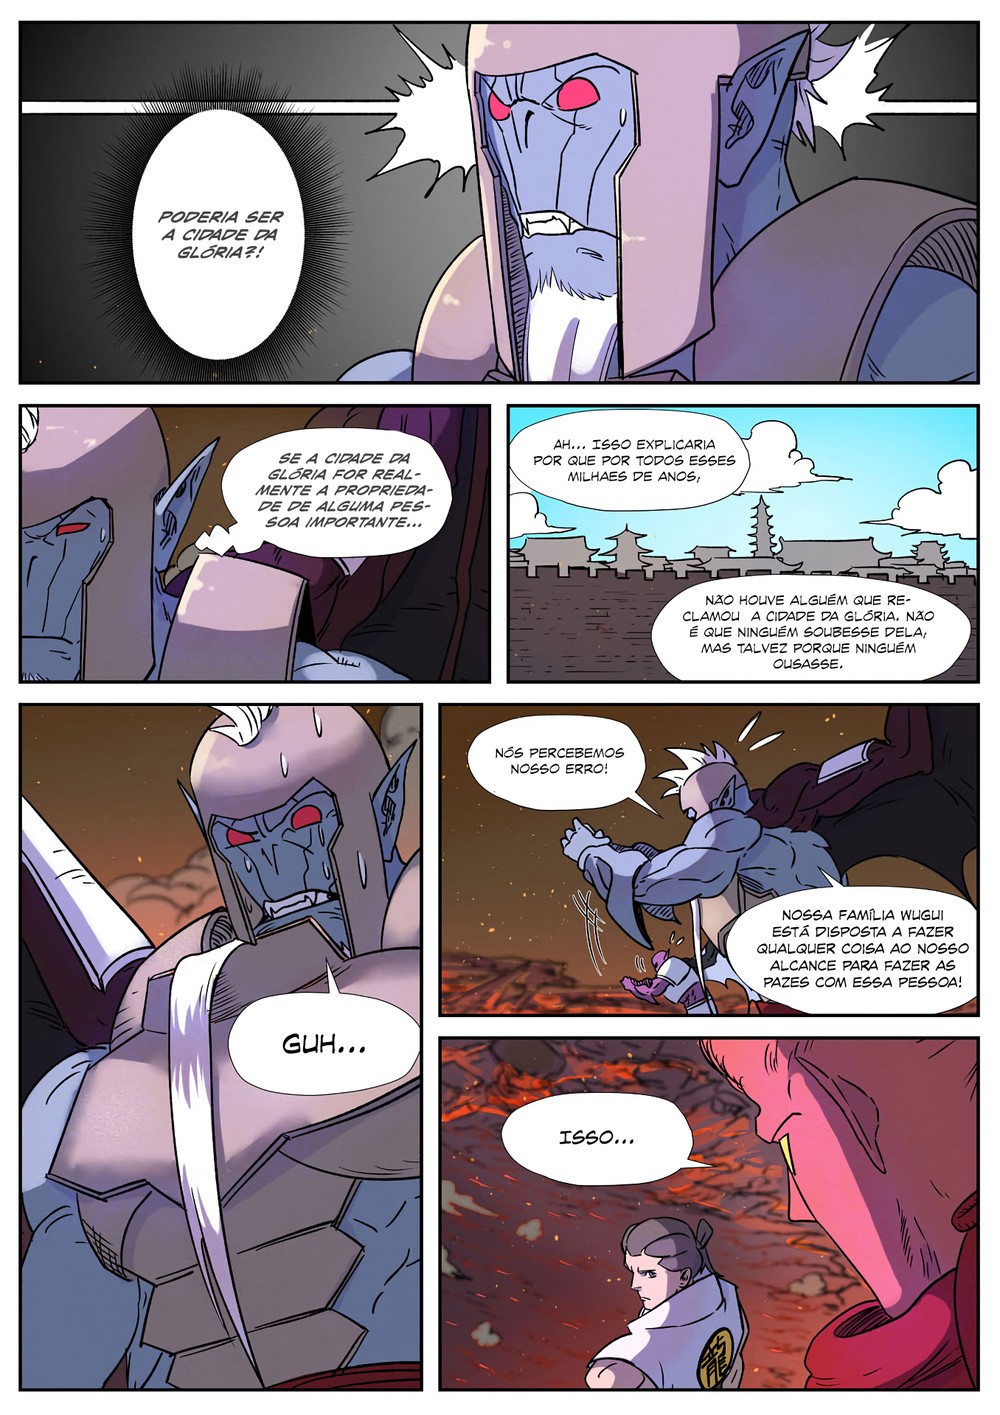 PODERIA SER
A CIDADE DA
GLÓRIA?!
SE A CIDADE DA
GLÓRIA FOR REAL-
MENTE A PROPRIEDA-
DE DE ALGUMA PES-
SOA IMPORTANTE...
AH... ISSO EXPLICARIA
POR QUE POR TODOS ESSES
MILHAES DE ANOS,
NÃO HOUVE ALGUÉM QUE RE-
CLAMOU A CIDADE DA GLÓRIA. NÃO
É QUE NINGUÉM SOUBESSE DELA,
MAS TALVEZ PORQUE NINGUÉM
OUSASSE.
GUH...
NÓS PERCEBEMOS
NOSSO ERRO!
NOSSA FAMÍLIA WUGUI
ESTÁ DISPOSTA A FAZER
QUALQUER COISA AO NOSSO
ALCANCE PARA FAZER AS
PAZES COM ESSA PESSOA!
ISSO...
龍